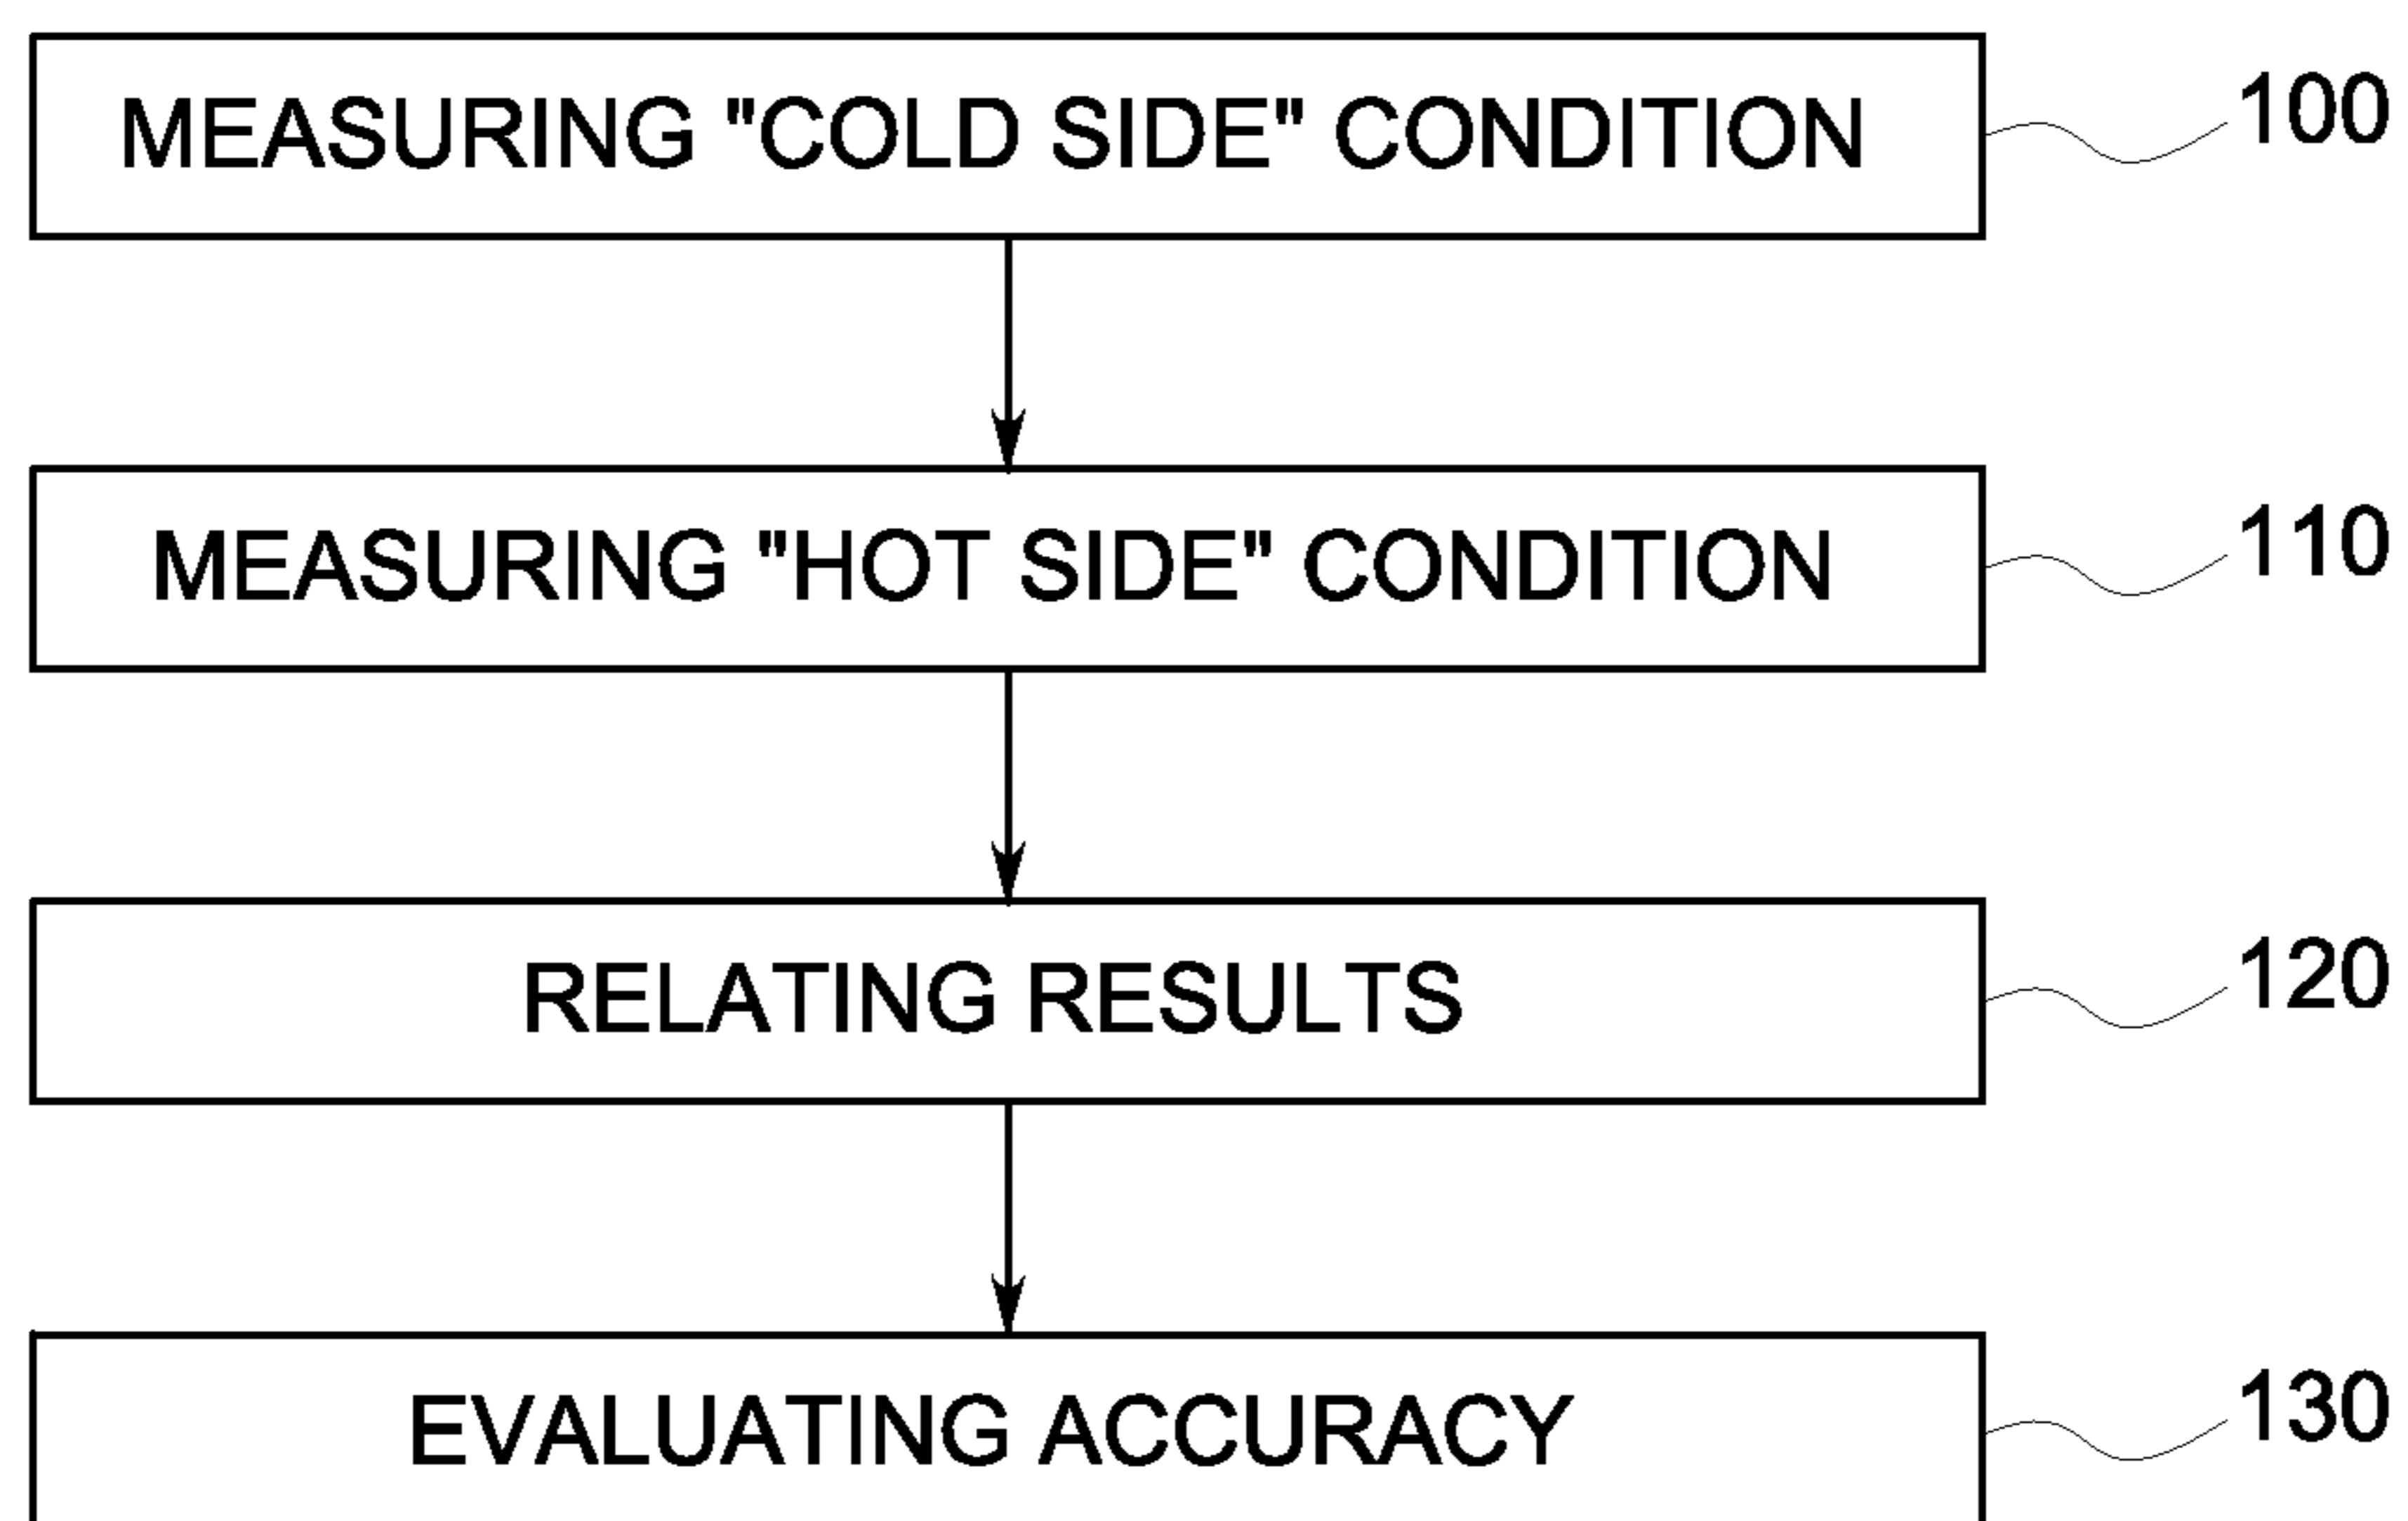 MEASURING "COLD SIDE" CONDITION 100
MEASURING "HOT SIDE" CONDITION 110
RELATING RESULTS 120
EVALUATING ACCURACY 130